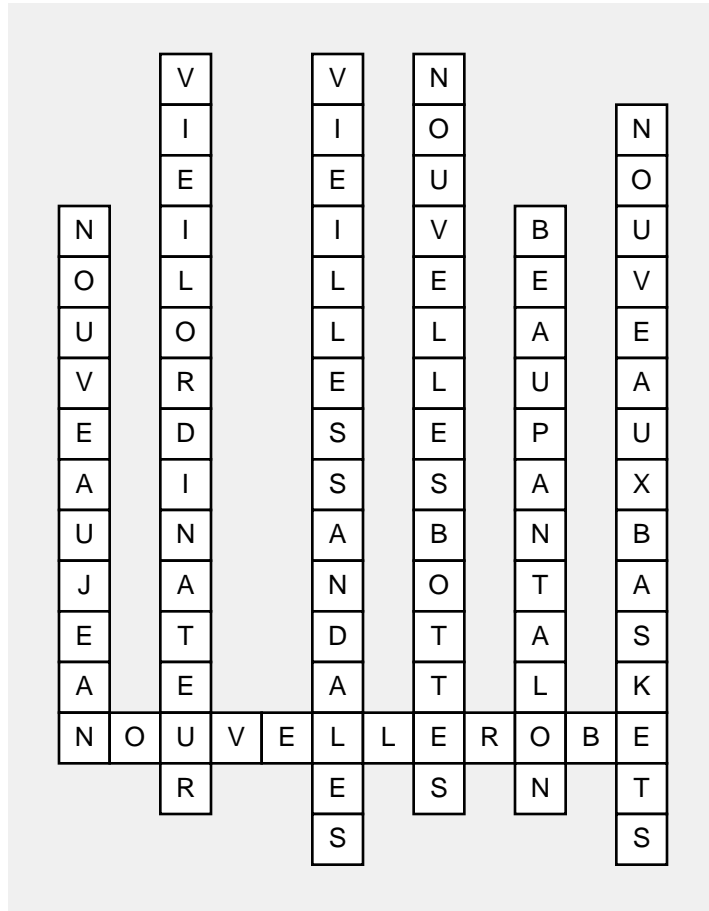 NOUVEAUJEAN
VIEILORDINATEUR
VIEILLESSANDALES
NOUVELLESBOTTES
BEAUPANTALON
NOUVEAUXBASKETS
NOUVELLEROBE